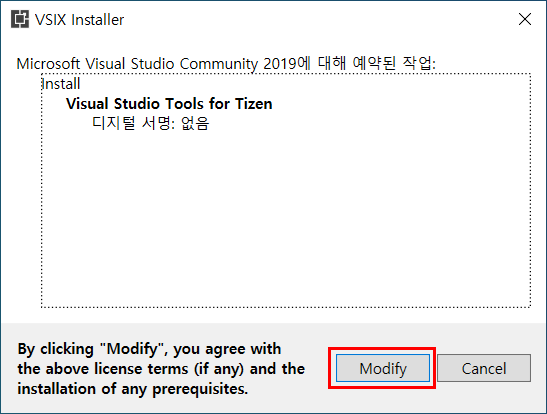 VSIX Installer
Microsoft Visual Studio Community 2019에 대해 예약된 작업:
Install
Visual Studio Tools for Tizen
디지털 서명: 없음
By clicking "Modify", you agree with
the above license terms (if any) and the
installation of any prerequisites.
Modify
Cancel